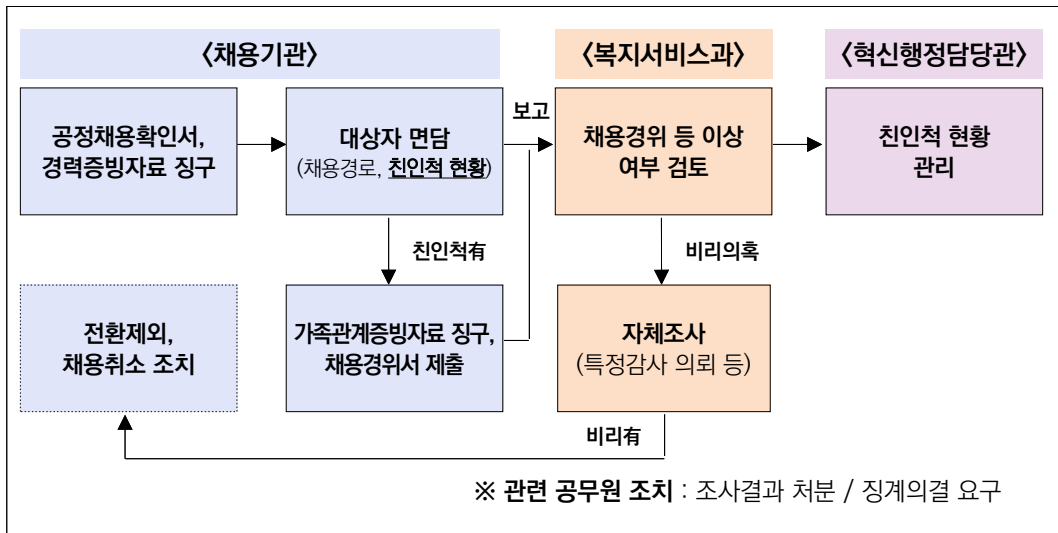 <채용기관>
<복지서비스과>
<혁신행정담당관>
공정채용확인서,
경력증빙자료 징구
대상자 면담
(채용경로, 친인척 현황)
보고
채용경위 등 이상
여부 검토
친인척 현황
관리
친인척有
비리의혹
전환제외,
채용취소 조치
가족관계증빙자료 징구,
채용경위서 제출
자체조사
(특정감사 의뢰 등)
비리有
※ 관련 공무원 조치 : 조사결과 처분 / 징계의결 요구